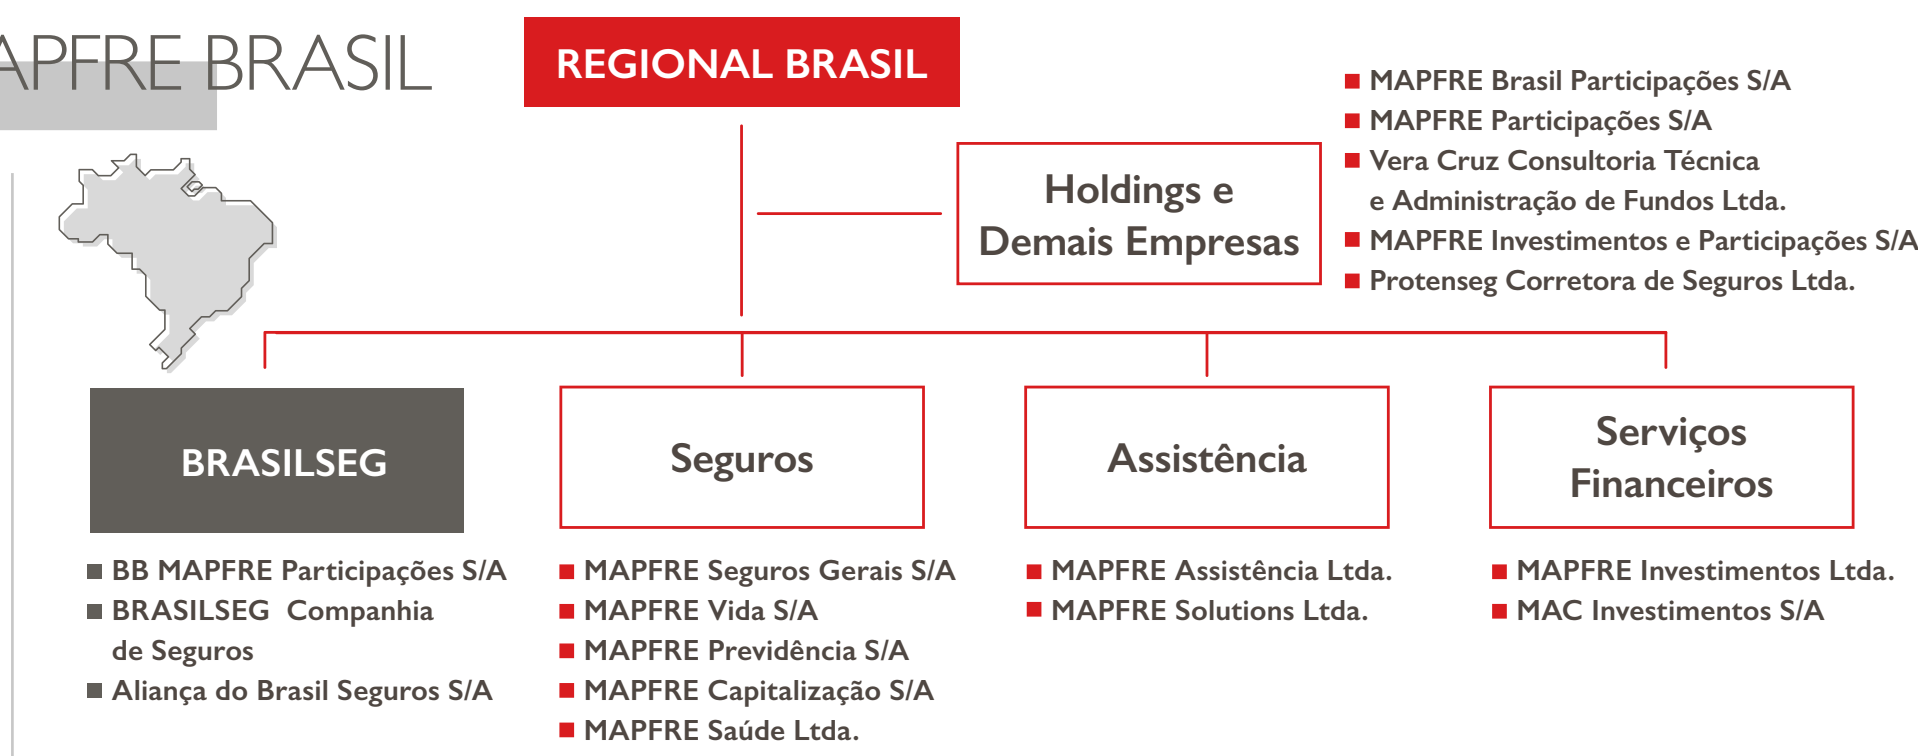 APFRE BRASIL
REGIONAL BRASIL
Holdings e
Demais Empresas
MAPFRE Brasil Participações S/A
MAPFRE Participações S/A
Vera Cruz Consultoria Técnica
e Administração de Fundos Ltda.
MAPFRE Investimentos e Participações S/A
Protenseg Corretora de Seguros Ltda.
BRASILSEG
BB MAPFRE Participações S/A
BRASILSEG Companhia
de Seguros
Aliança do Brasil Seguros S/A
Seguros
MAPFRE Seguros Gerais S/A
MAPFRE Vida S/A
MAPFRE Previdência S/A
MAPFRE Capitalização S/A
MAPFRE Saúde Ltda.
Assistência
MAPFRE Assistência Ltda.
MAPFRE Solutions Ltda.
Serviços
Financeiros
MAPFRE Investimentos Ltda.
MAC Investimentos S/A